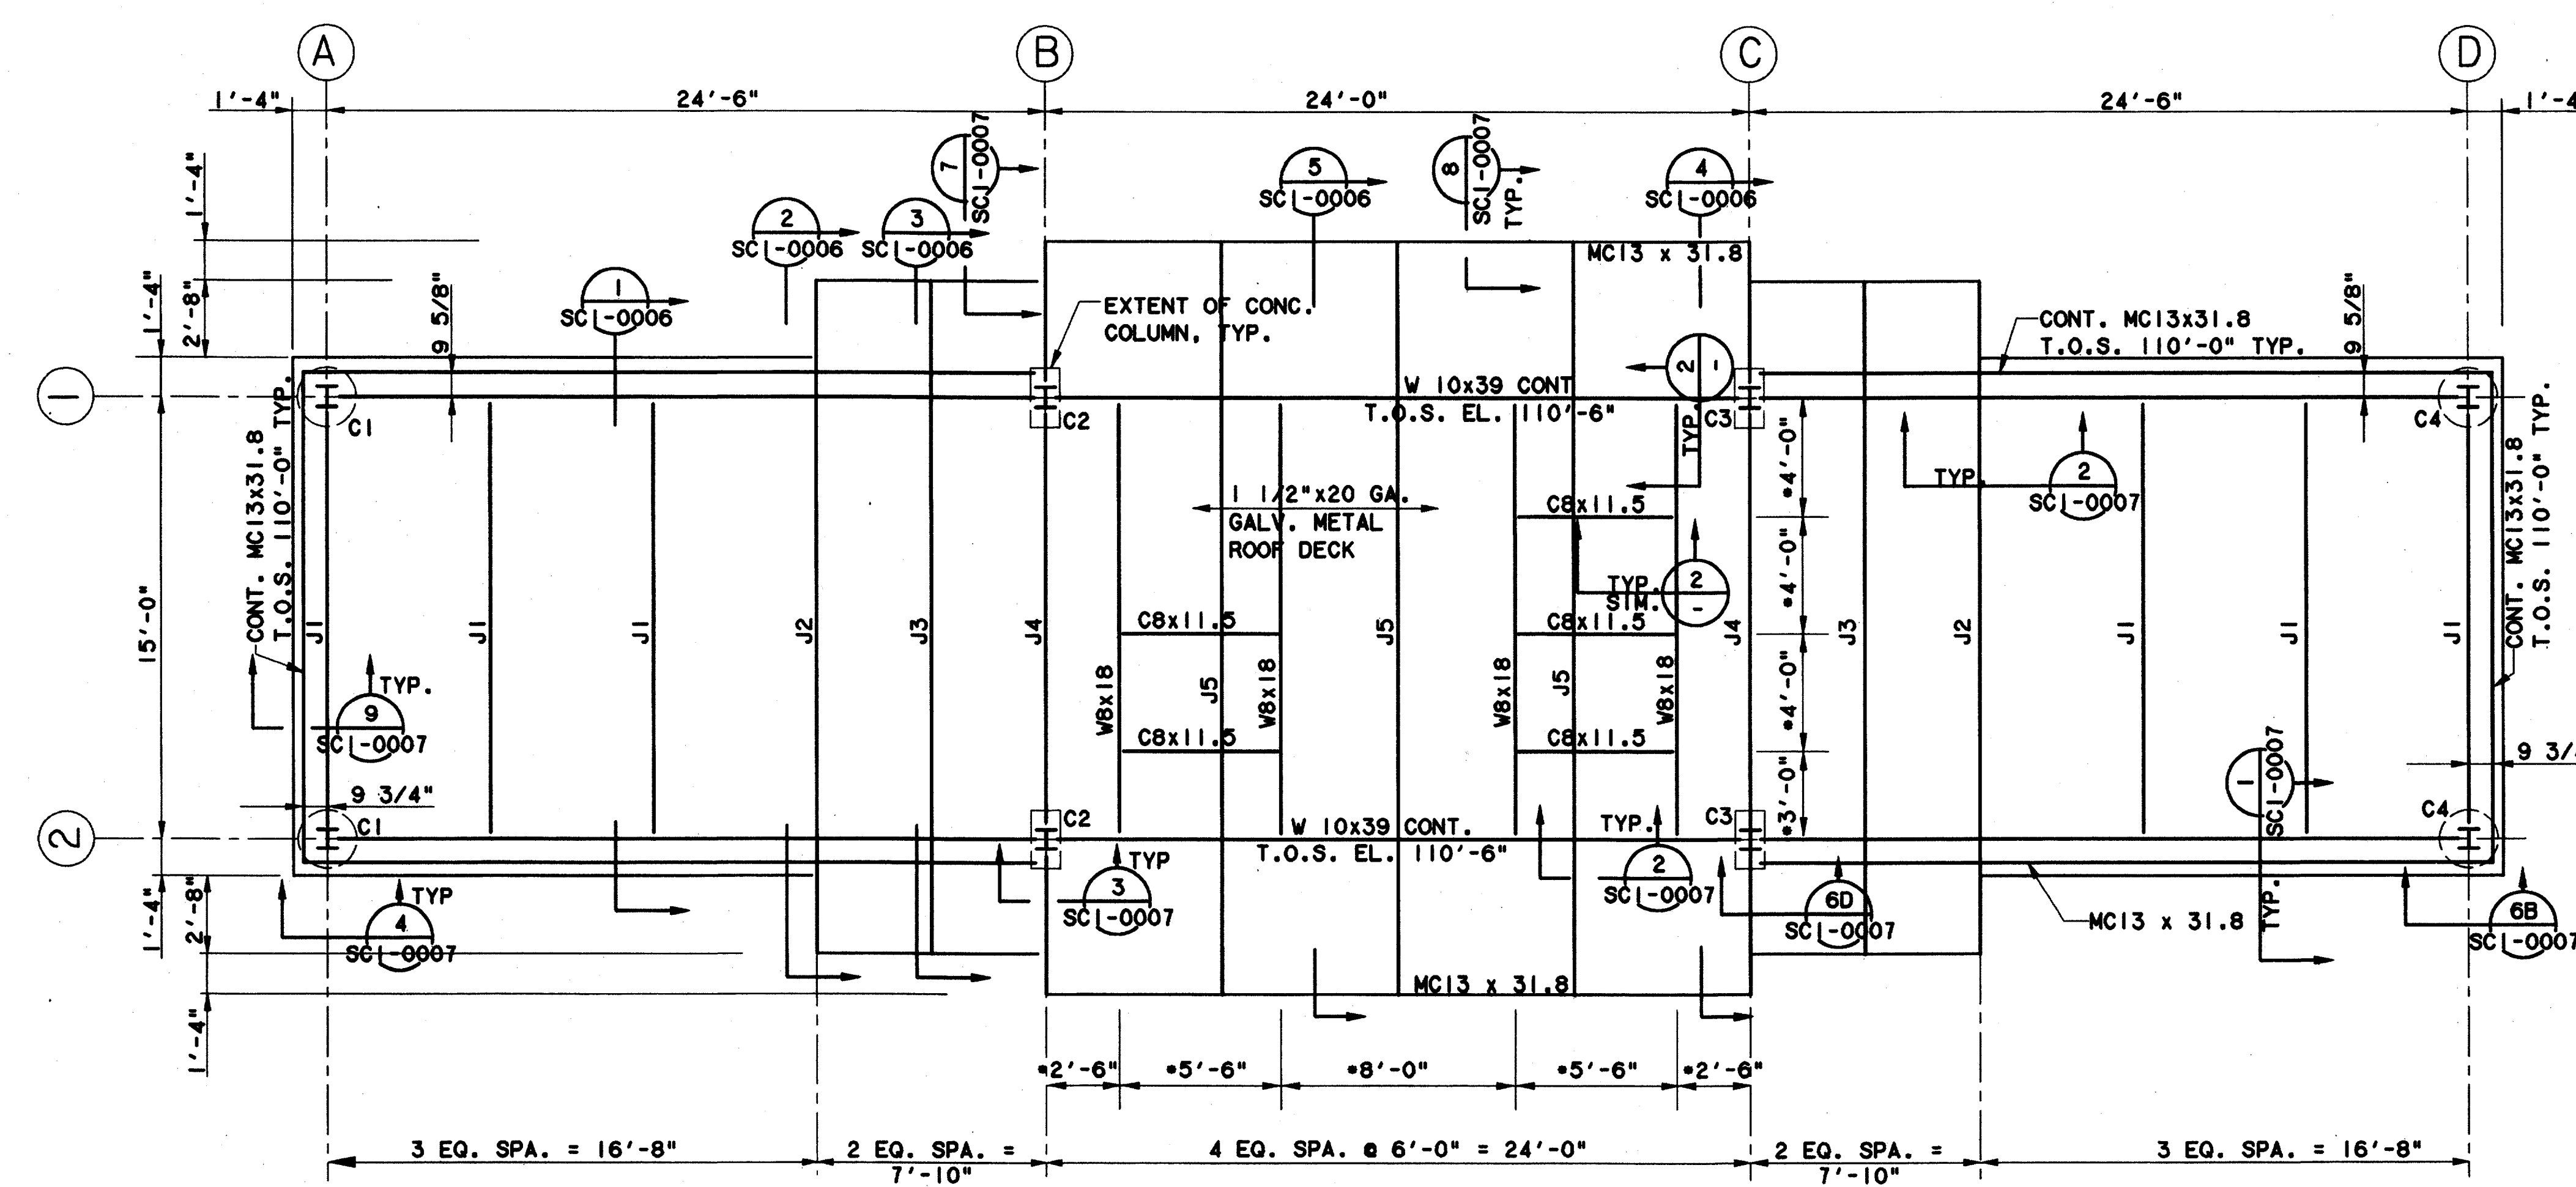 A
B
C
D
1'-4"
24'-6"
24'-0"
24'-6"
1'-4
1'-4"
7
SC1-0007
5
SC1-0006
8
SC1-0007
TYP.
4
SC1-0006
2
SC1-0006
3
SC1-0006
1
SC1-0006
1'-4"
2'-8"
9 5/8"
MC13 x 31.8
EXTENT OF CONC.
COLUMN, TYP.
CONT. MC13x31.8
T.O.S. 110'-0" TYP.
9 5/8"
1
C1
C2
W 10x39 CONT
T.O.S. EL. 110'-6"
2
1
TYP.
C3
C4
CONT. MC13x31.8
T.O.S. 110'-0" TYP.
1 1/2"x20 GA.
GALV. METAL
ROOF DECK
C8x11.5
*4'-0"
TYP.
2
SC1-0007
CONT. MC13x31.8
T.O.S. 110'-0" TYP.
15'-0"
*4'-0"
TYP.
SIM.
2
-
J1
J1
J1
J2
J3
J4
C8x11.5
J5
C8x11.5
J4
J3
J2
J1
J1
J1
W8x18
J5
W8x18
W8x18
J5
W8x18
*4'-0"
TYP.
9
SC1-0007
C8x11.5
C8x11.5
1
SC1-0007
TYP.
9 3/
9 3/4"
*3'-0"
2
C1
C2
W 10x39 CONT.
T.O.S. EL. 110'-6"
TYP.
C3
C4
TYP
3
SC1-0007
2
SC1-0007
6D
SC1-0007
MC13 x 31.8
6B
SC1-0007
1'-4"
2'-8"
TYP
4
SC1-0007
MC13 x 31.8
1'-4"
*2'-6"
*5'-6"
*8'-0"
*5'-6"
*2'-6"
3 EQ. SPA. = 16'-8"
2 EQ. SPA. =
7'-10"
4 EQ. SPA. @ 6'-0" = 24'-0"
2 EQ. SPA. =
7'-10"
3 EQ. SPA. = 16'-8"